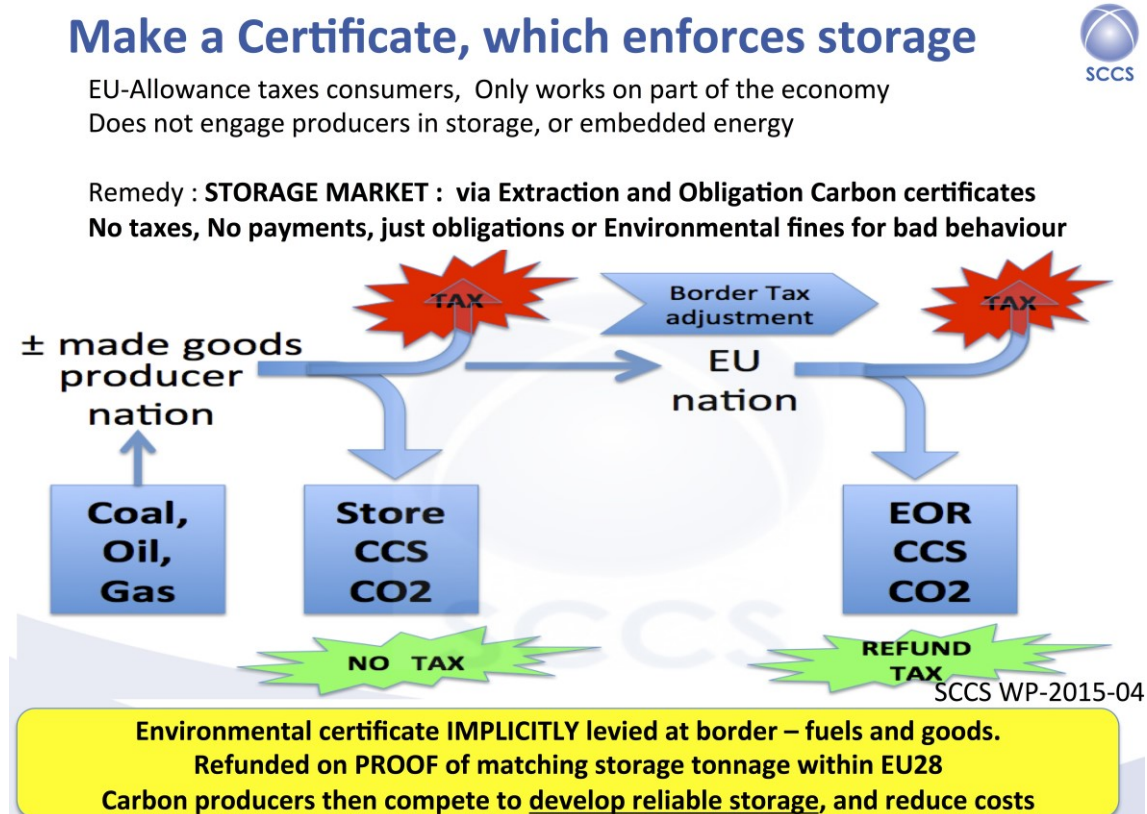 Make a Certificate, which enforces storage
SCCS
EU-Allowance taxes consumers, Only works on part of the economy
Does not engage producers in storage, or embedded energy
Remedy : STORAGE MARKET : via Extraction and Obligation Carbon certificates
No taxes, No payments, just obligations or Environmental fines for bad behaviour
TAX
Border Tax
adjustment
TAX
± made goods
producer
nation
EU
nation
Coal,
Oil,
Gas
Store
CCS
CO2
EOR
CCS
CO2
SCCS
NO TAX
REFUND
TAX
SCCS WP-2015-04
Environmental certificate IMPLICITLY levied at border – fuels and goods.
Refunded on PROOF of matching storage tonnage within EU28
Carbon producers then compete to develop reliable storage, and reduce costs